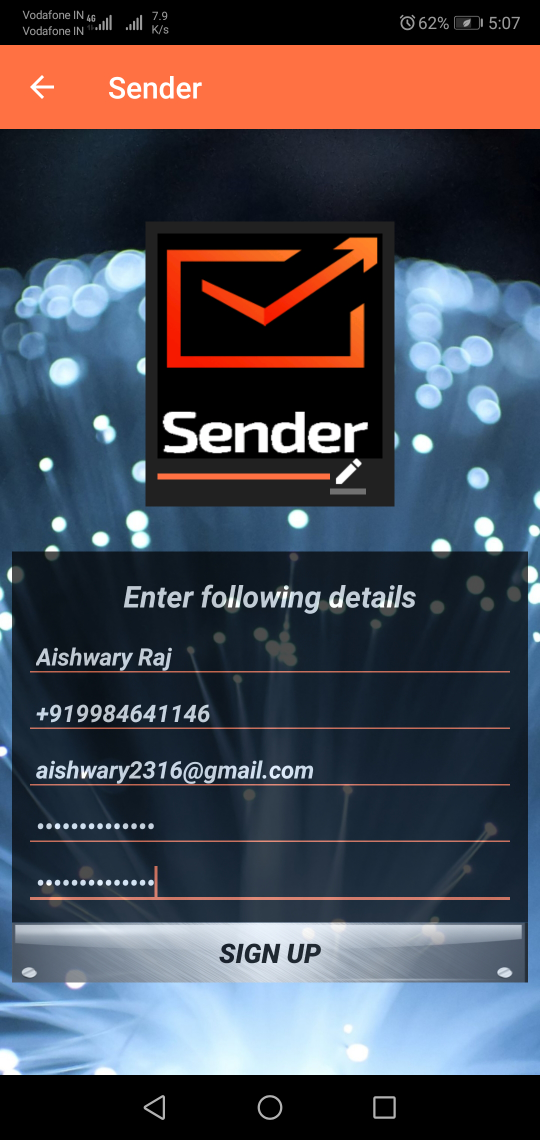 Vodafone IN 4G 7.9
Vodafone IN K/s
62% 5:07
Sender
Sender
Enter following details
Aishwary Raj
+919984641146
aishwary2316@gmail.com
••••••••••••••
••••••••••••••
SIGN UP